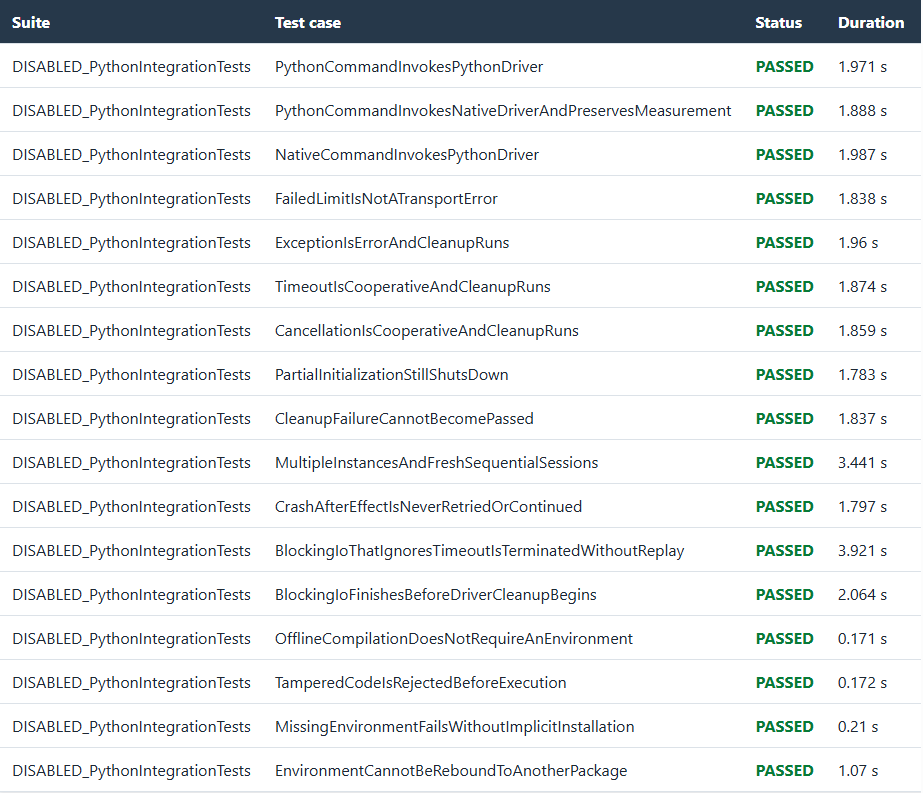 Suite Test case Status Duration
DISABLED_PythonIntegrationTests PythonCommandInvokesPythonDriver PASSED 1.971 s
DISABLED_PythonIntegrationTests PythonCommandInvokesNativeDriverAndPreservesMeasurement PASSED 1.888 s
DISABLED_PythonIntegrationTests NativeCommandInvokesPythonDriver PASSED 1.987 s
DISABLED_PythonIntegrationTests FailedLimitIsNotATransportError PASSED 1.838 s
DISABLED_PythonIntegrationTests ExceptionIsErrorAndCleanupRuns PASSED 1.96 s
DISABLED_PythonIntegrationTests TimeoutIsCooperativeAndCleanupRuns PASSED 1.874 s
DISABLED_PythonIntegrationTests CancellationIsCooperativeAndCleanupRuns PASSED 1.859 s
DISABLED_PythonIntegrationTests PartialInitializationStillShutsDown PASSED 1.783 s
DISABLED_PythonIntegrationTests CleanupFailureCannotBecomePassed PASSED 1.837 s
DISABLED_PythonIntegrationTests MultipleInstancesAndFreshSequentialSessions PASSED 3.441 s
DISABLED_PythonIntegrationTests CrashAfterEffectIsNeverRetriedOrContinued PASSED 1.797 s
DISABLED_PythonIntegrationTests BlockingIoThatIgnoresTimeoutIsTerminatedWithoutReplay PASSED 3.921 s
DISABLED_PythonIntegrationTests BlockingIoFinishesBeforeDriverCleanupBegins PASSED 2.064 s
DISABLED_PythonIntegrationTests OfflineCompilationDoesNotRequireAnEnvironment PASSED 0.171 s
DISABLED_PythonIntegrationTests TamperedCodeIsRejectedBeforeExecution PASSED 0.172 s
DISABLED_PythonIntegrationTests MissingEnvironmentFailsWithoutImplicitInstallation PASSED 0.21 s
DISABLED_PythonIntegrationTests EnvironmentCannotBeReboundToAnotherPackage PASSED 1.07 s